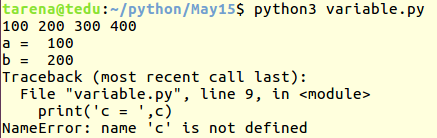 tarena@tedu:~/python/May15$ python3 variable.py
100 200 300 400
a =  100
b =  200
Traceback (most recent call last):
  File "variable.py", line 9, in <module>
    print('c = ',c)
NameError: name 'c' is not defined